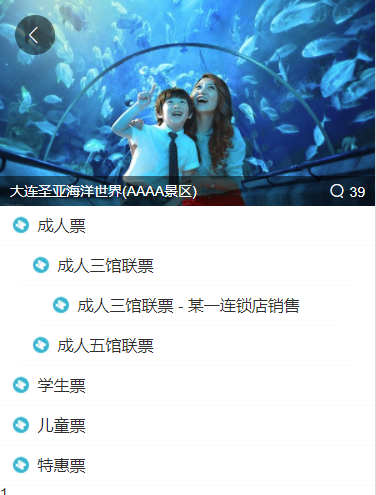 大连圣亚海洋世界(AAAA景区)
39
成人票
成人三馆联票
成人三馆联票 - 某一连锁店销售
成人五馆联票
学生票
儿童票
特惠票
1